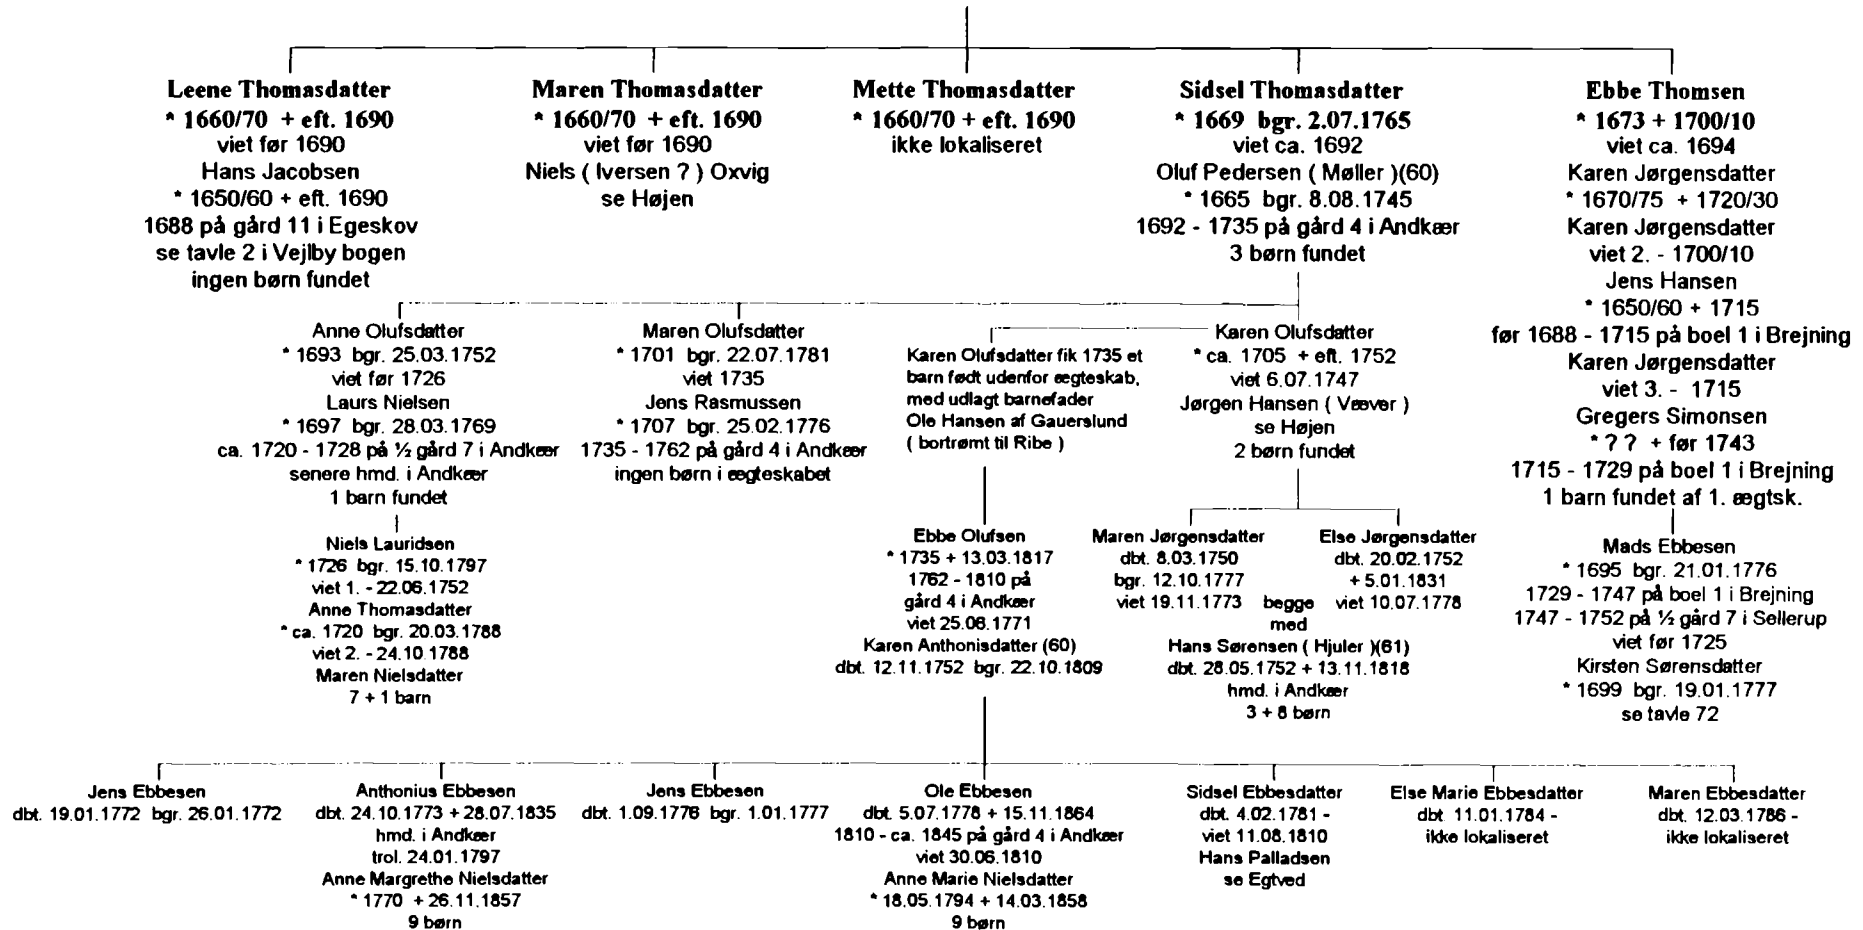 Leene Thomasdatter
* 1660/70 + eft. 1690
viet før 1690
Hans Jacobsen
* 1650/60 + eft. 1690
1688 på gård 11 i Egeskov
se tavle 2 i Vejlby bogen
ingen børn fundet
Maren Thomasdatter
* 1660/70 + eft. 1690
viet før 1690
Niels ( Iversen ? ) Oxvig
se Højen
Mette Thomasdatter
* 1660/70 + eft. 1690
ikke lokaliseret
Sidsel Thomasdatter
* 1669 bgr. 2.07.1765
viet ca. 1692
Oluf Pedersen ( Møller )(60)
* 1665 bgr. 8.08.1745
1692 - 1735 på gård 4 i Andkær
3 børn fundet
Ebbe Thomsen
* 1673 + 1700/10
viet ca. 1694
Karen Jørgensdatter
* 1670/75 + 1720/30
Karen Jørgensdatter
viet 2. - 1700/10
Jens Hansen
* 1650/60 + 1715
før 1688 - 1715 på boel 1 i Brejning
Karen Jørgensdatter
viet 3. - 1715
Gregers Simonsen
* ? ? + før 1743
1715 - 1729 på boel 1 i Brejning
1 barn fundet af 1. ægtsk.
Anne Olufsdatter
* 1693 bgr. 25.03.1752
viet før 1726
Laurs Nielsen
* 1697 bgr. 28.03.1769
ca. 1720 - 1728 på ½ gård 7 i Andkær
senere hmd. i Andkær
1 barn fundet
Maren Olufsdatter
* 1701 bgr. 22.07.1781
viet 1735
Jens Rasmussen
* 1707 bgr. 25.02.1776
1735 - 1762 på gård 4 i Andkær
ingen børn i ægteskabet
Karen Olufsdatter fik 1735 et
barn født udenfor ægteskab,
med udlagt barnefader
Ole Hansen af Gauerslund
( bortrømt til Ribe )
Karen Olufsdatter
* ca. 1705 + eft. 1752
viet 6.07.1747
Jørgen Hansen ( Væver )
se Højen
2 børn fundet
Niels Lauridsen
* 1726 bgr. 15.10.1797
viet 1. - 22.06.1752
Anne Thomasdatter
* ca. 1720 bgr. 20.03.1788
viet 2. - 24.10.1788
Maren Nielsdatter
7 + 1 barn
Ebbe Olufsen
* 1735 + 13.03.1817
1762 - 1810 på
gård 4 i Andkær
viet 25.06.1771
Karen Anthonisdatter (60)
dbt. 12.11.1752 bgr. 22.10.1809
Maren Jørgensdatter
dbt. 8.03.1750
bgr. 12.10.1777
viet 19.11.1773
Else Jørgensdatter
dbt. 20.02.1752
+ 5.01.1831
viet 10.07.1778
begge
med
Hans Sørensen ( Hjuler )(61)
dbt. 28.05.1752 + 13.11.1818
hmd. i Andkær
3 + 8 børn
Mads Ebbesen
* 1695 bgr. 21.01.1776
1729 - 1747 på boel 1 i Brejning
1747 - 1752 på ½ gård 7 i Sellerup
viet før 1725
Kirsten Sørensdatter
* 1699 bgr. 19.01.1777
se tavle 72
Jens Ebbesen
dbt. 19.01.1772 bgr. 26.01.1772
Anthonius Ebbesen
dbt. 24.10.1773 + 28.07.1835
hmd. i Andkær
trol. 24.01.1797
Anne Margrethe Nielsdatter
* 1770 + 26.11.1857
9 børn
Jens Ebbesen
dbt. 1.09.1776 bgr. 1.01.1777
Ole Ebbesen
dbt. 5.07.1778 + 15.11.1864
1810 - ca. 1845 på gård 4 i Andkær
viet 30.06.1810
Anne Marie Nielsdatter
* 18.05.1794 + 14.03.1858
9 børn
Sidsel Ebbesdatter
dbt. 4.02.1781 -
viet 11.08.1810
Hans Palladsen
se Egtved
Else Marie Ebbesdatter
dbt. 11.01.1784 -
ikke lokaliseret
Maren Ebbesdatter
dbt. 12.03.1786 -
ikke lokaliseret